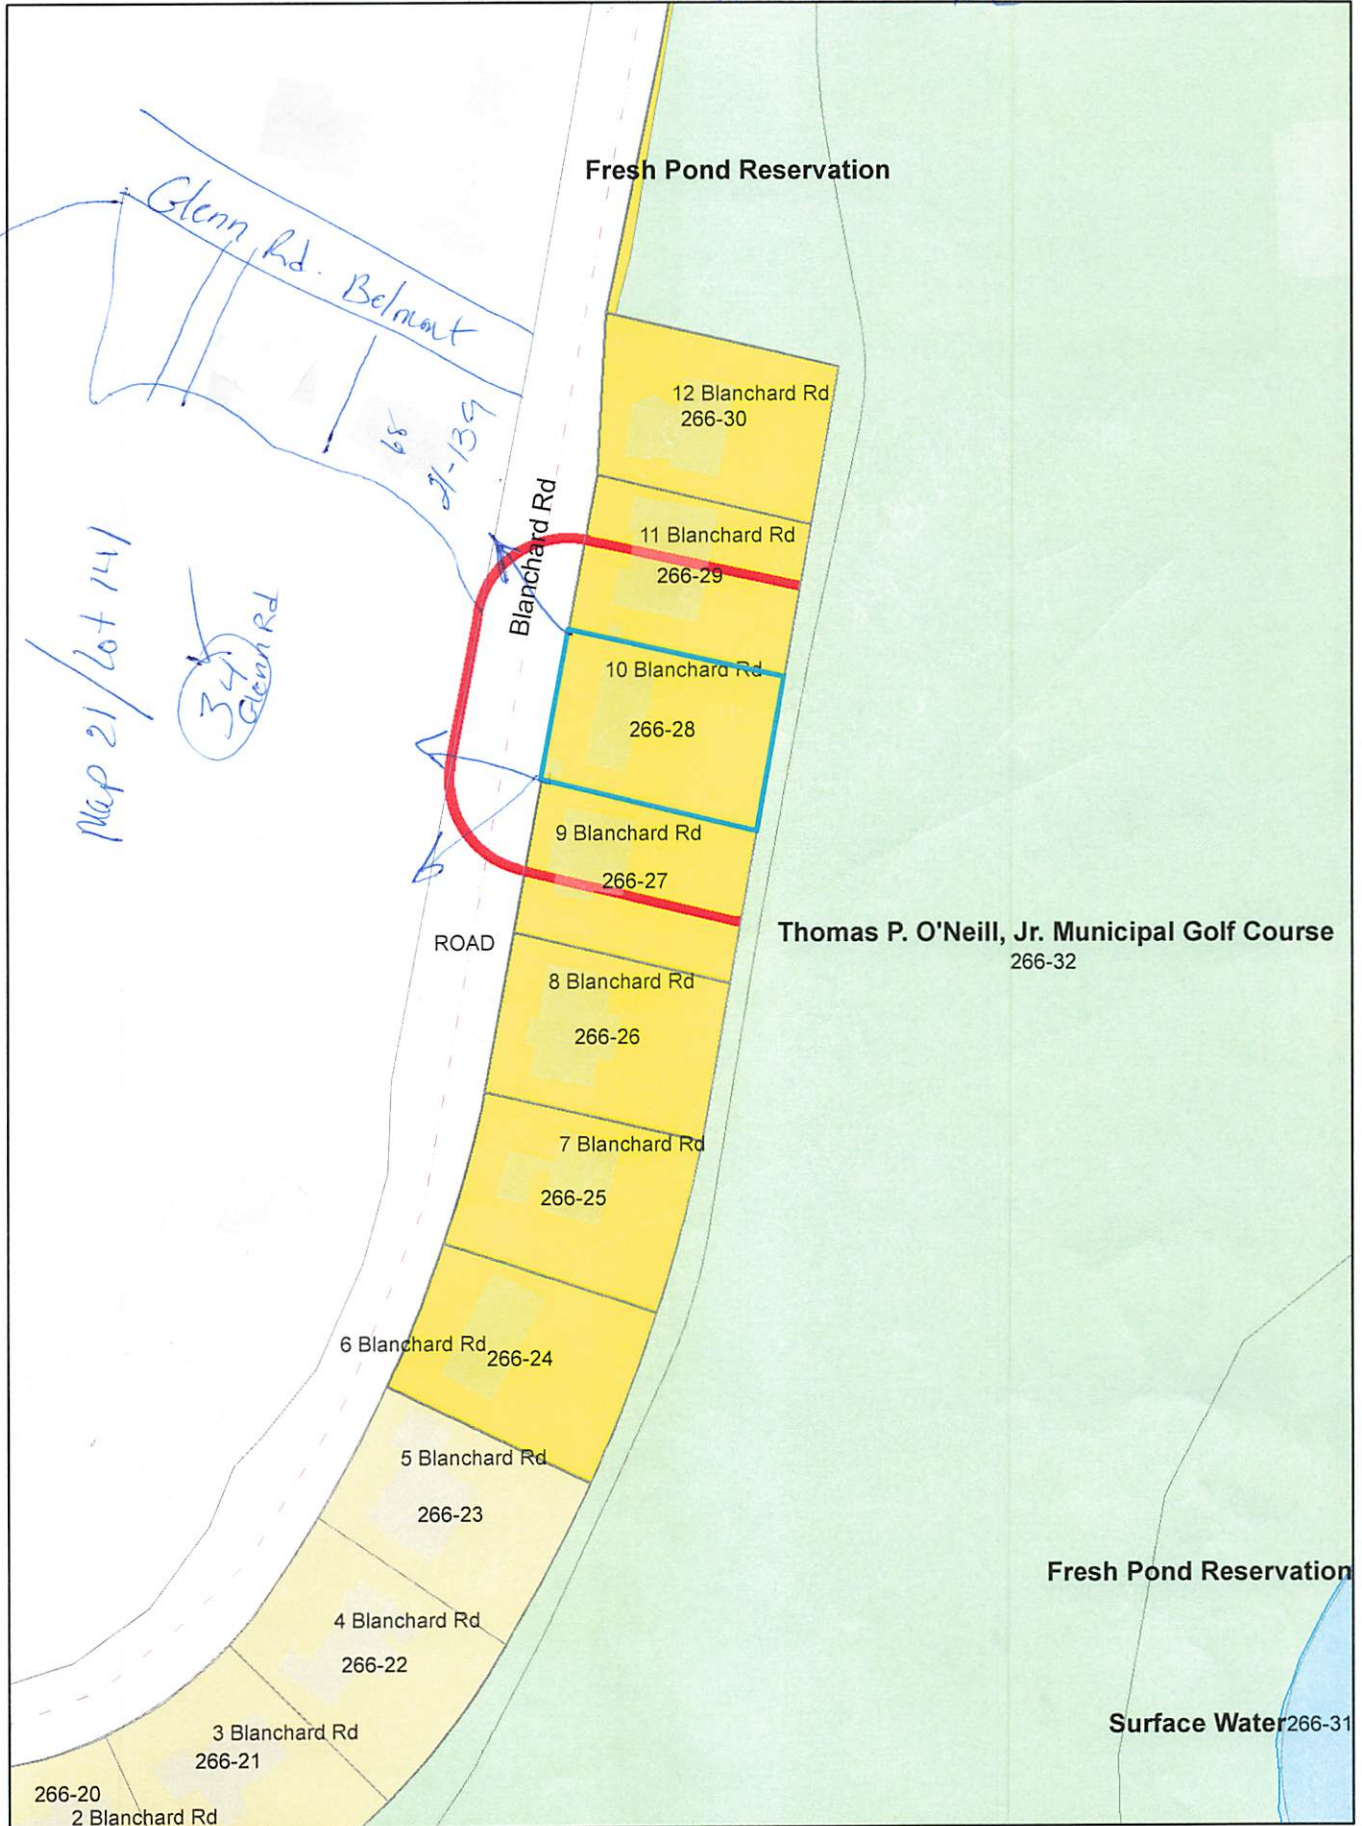 Fresh Pond Reservation
Glenn Rd. Belmont
12 Blanchard Rd
266-30
68
21-139
Blanchard Rd
11 Blanchard Rd
266-29
Map 21/Lot 141
34
Glenn Rd
10 Blanchard Rd
266-28
9 Blanchard Rd
266-27
ROAD
Thomas P. O'Neill, Jr. Municipal Golf Course
266-32
8 Blanchard Rd
266-26
7 Blanchard Rd
266-25
6 Blanchard Rd
266-24
5 Blanchard Rd
266-23
Fresh Pond Reservation
4 Blanchard Rd
266-22
3 Blanchard Rd
266-21
Surface Water 266-31
266-20
2 Blanchard Rd